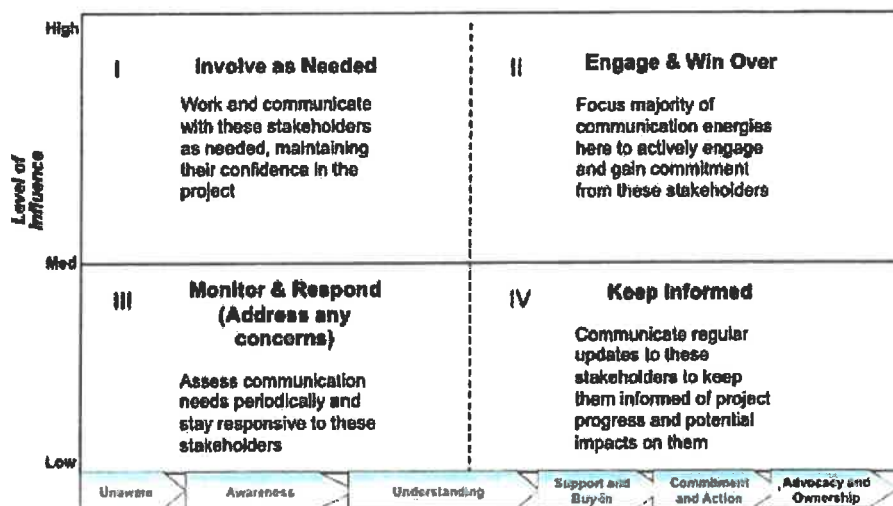 High
I
Involve as Needed
Work and communicate
with these stakeholders
as needed, maintaining
their confidence in the
project
II
Engage & Win Over
Focus majority of
communication energies
here to actively engage
and gain commitment
from these stakeholders
Level of
Influence
Med
III
Monitor & Respond
(Address any
concerns)
Assess communication
needs periodically and
stay responsive to these
stakeholders
IV
Keep Informed
Communicate regular
updates to these
stakeholders to keep
them informed of project
progress and potential
impacts on them
Low
Unaware
Awareness
Understanding
Support and
Buy-in
Commitment
and Action
Advocacy and
Ownership